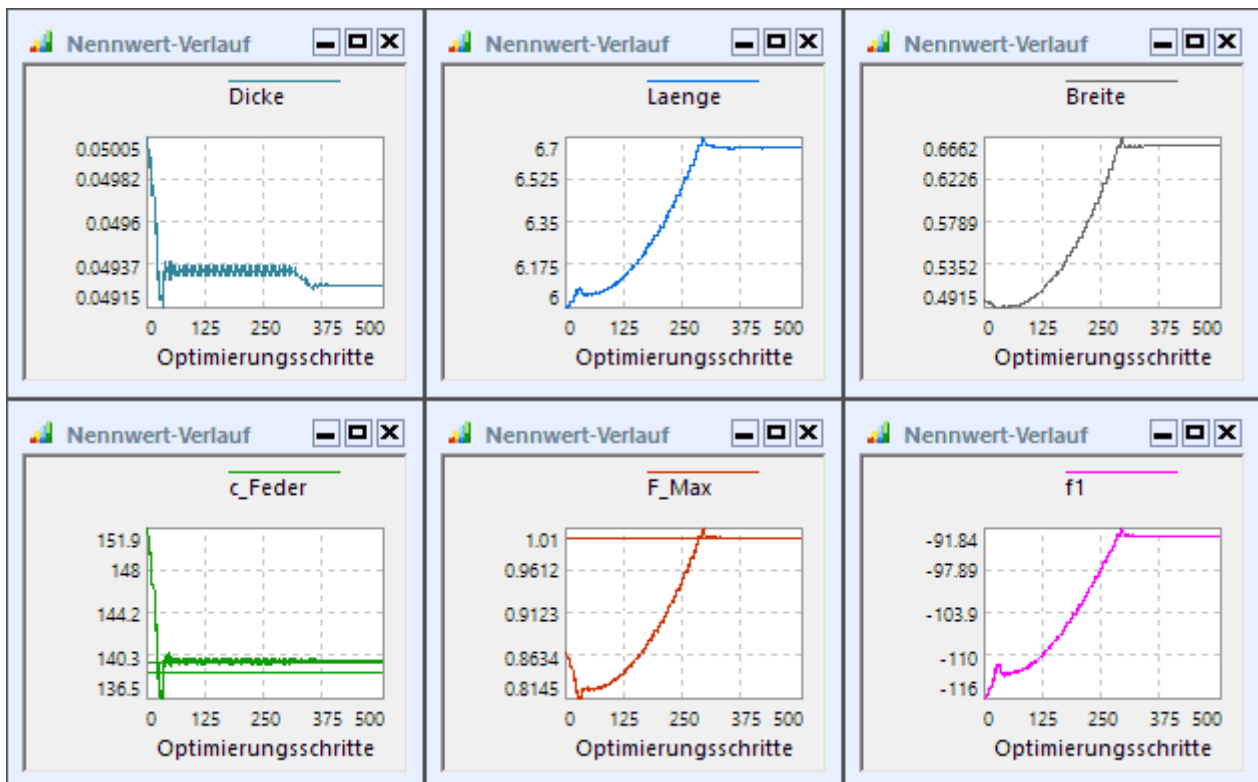 Nennwert-Verlauf
Dicke
0.05005
0.04982
0.0496
0.04937
0.04915
0 125 250 375 500
Optimierungsschritte
Nennwert-Verlauf
Laenge
6.7
6.525
6.35
6.175
6
0 125 250 375 500
Optimierungsschritte
Nennwert-Verlauf
Breite
0.6662
0.6226
0.5789
0.5352
0.4915
0 125 250 375 500
Optimierungsschritte
Nennwert-Verlauf
c_Feder
151.9
148
144.2
140.3
136.5
0 125 250 375 500
Optimierungsschritte
Nennwert-Verlauf
F_Max
1.01
0.9612
0.9123
0.8634
0.8145
0 125 250 375 500
Optimierungsschritte
Nennwert-Verlauf
f1
-91.84
-97.89
-103.9
-110
-116
0 125 250 375 500
Optimierungsschritte